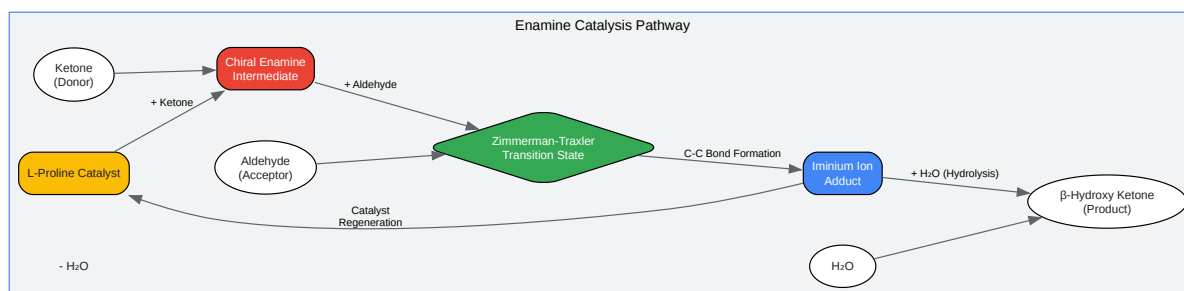 Enamine Catalysis Pathway
Ketone
(Donor)
Chiral Enamine
Intermediate
+ Aldehyde
+ Ketone
Zimmerman-Traxler
Transition State
C-C Bond Formation
Aldehyde
(Acceptor)
L-Proline Catalyst
Iminium Ion
Adduct
+ H₂O (Hydrolysis)
β-Hydroxy Ketone
(Product)
Catalyst
Regeneration
- H₂O
H₂O